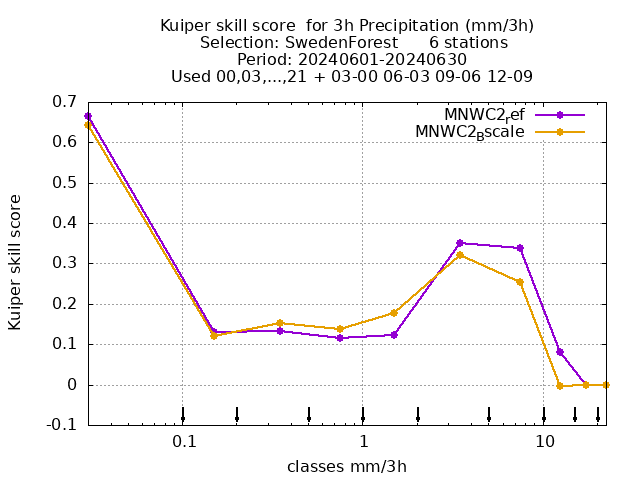 Kuiper skill score  for 3h Precipitation (mm/3h)
Selection: SwedenForest      6 stations
Period: 20240601-20240630
Used 00,03,...,21 + 03-00 06-03 09-06 12-09
MNWC2_ref
MNWC2_Bscale
Kuiper skill score
0.7
0.6
0.5
0.4
0.3
0.2
0.1
0
-0.1
0.1 1 10
classes mm/3h